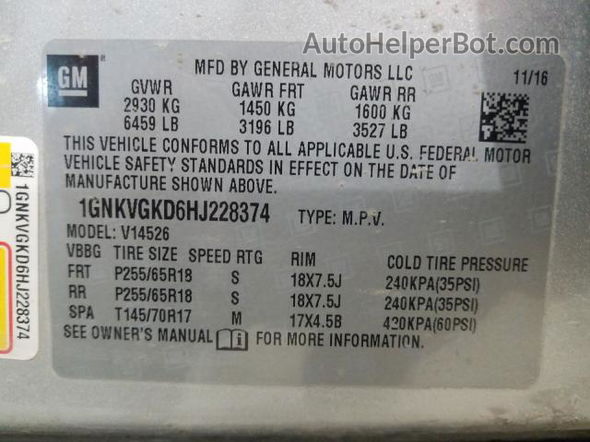 AutoHelperBot.com
GM
MFD BY GENERAL MOTORS LLC 11/16
GVWR GAWR FRT GAWR RR
2930 KG 1450 KG 1600 KG
6459 LB 3196 LB 3527 LB
THIS VEHICLE CONFORMS TO ALL APPLICABLE U.S. FEDERAL MOTOR
VEHICLE SAFETY STANDARDS IN EFFECT ON THE DATE OF
MANUFACTURE SHOWN ABOVE.
1GNKVGKD6HJ228374 TYPE: M.P.V.
MODEL: V14526
VBBG TIRE SIZE SPEED RTG RIM COLD TIRE PRESSURE
FRT P255/65R18 S 18X7.5J 240KPA(35PSI)
RR P255/65R18 S 18X7.5J 240KPA(35PSI)
SPA T145/70R17 M 17X4.5B 420KPA(60PSI)
SEE OWNER'S MANUAL FOR MORE INFORMATION.
1GNKVGKD6HJ228374